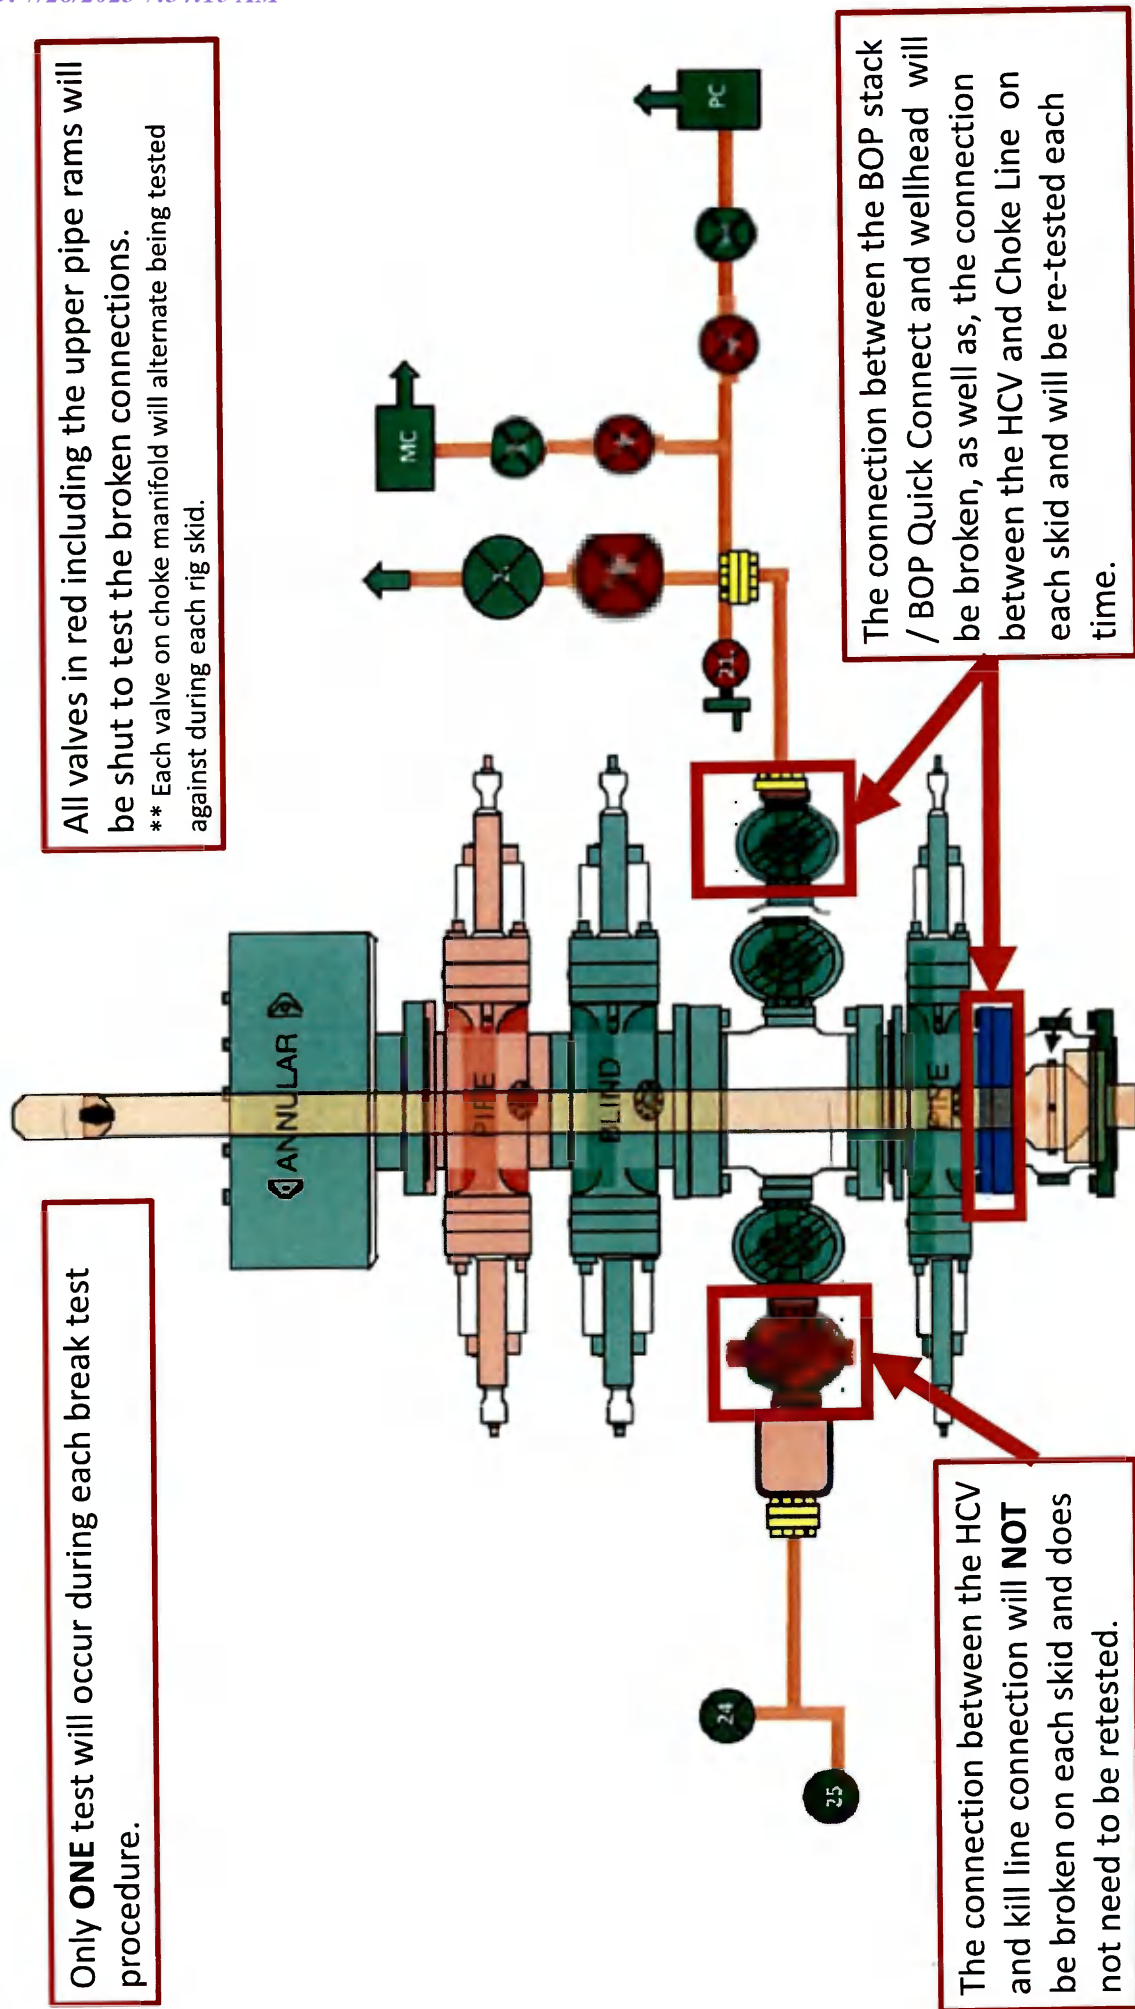 Only ONE test will occur during each break test
procedure.
All valves in red including the upper pipe rams will
be shut to test the broken connections.
** Each valve on choke manifold will alternate being tested
against during each rig skid.
ANNULAR
PIPE
BLIND
PIPE
MC
PC
21
24
25
The connection between the HCV
and kill line connection will NOT
be broken on each skid and does
not need to be retested.
The connection between the BOP stack
/ BOP Quick Connect and wellhead will
be broken, as well as, the connection
between the HCV and Choke Line on
each skid and will be re-tested each
time.